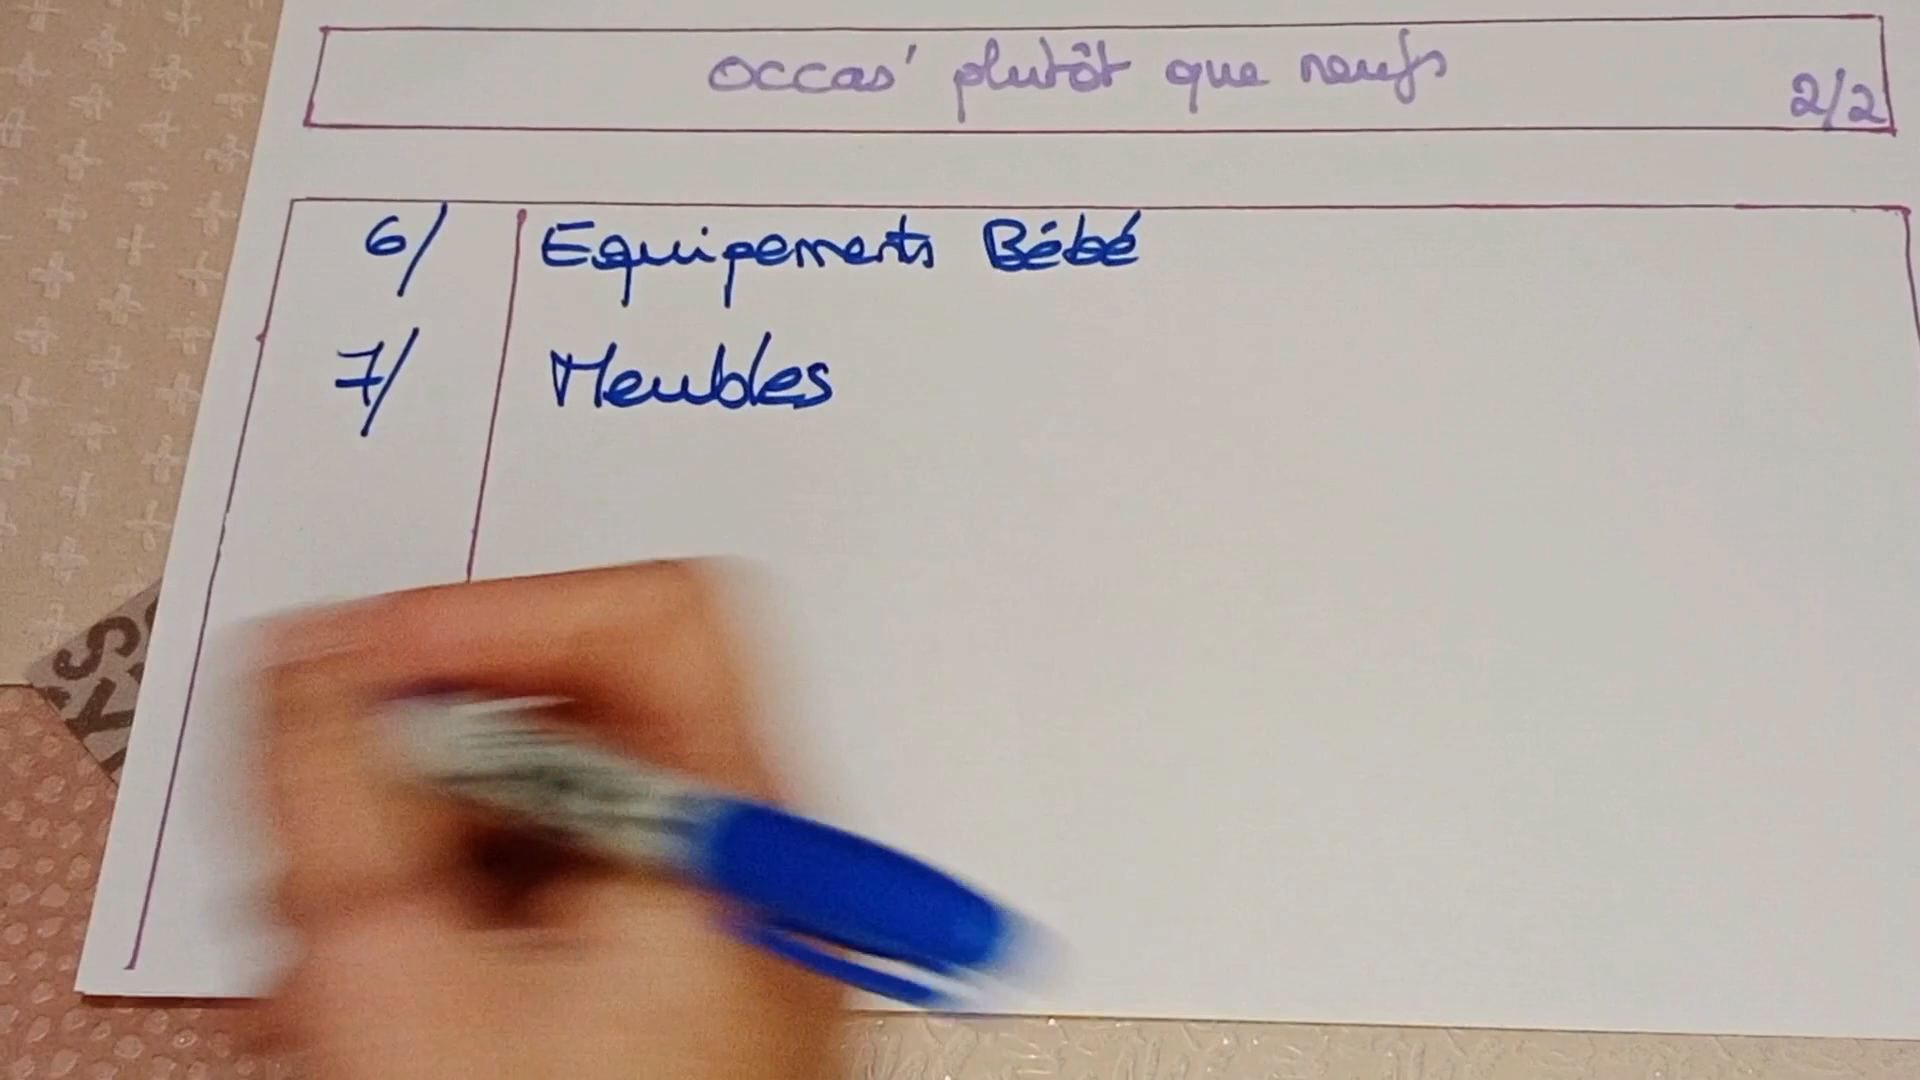 occas' plutôt que neufs
2/2
6/ Equipements Bébé
7/ Meubles